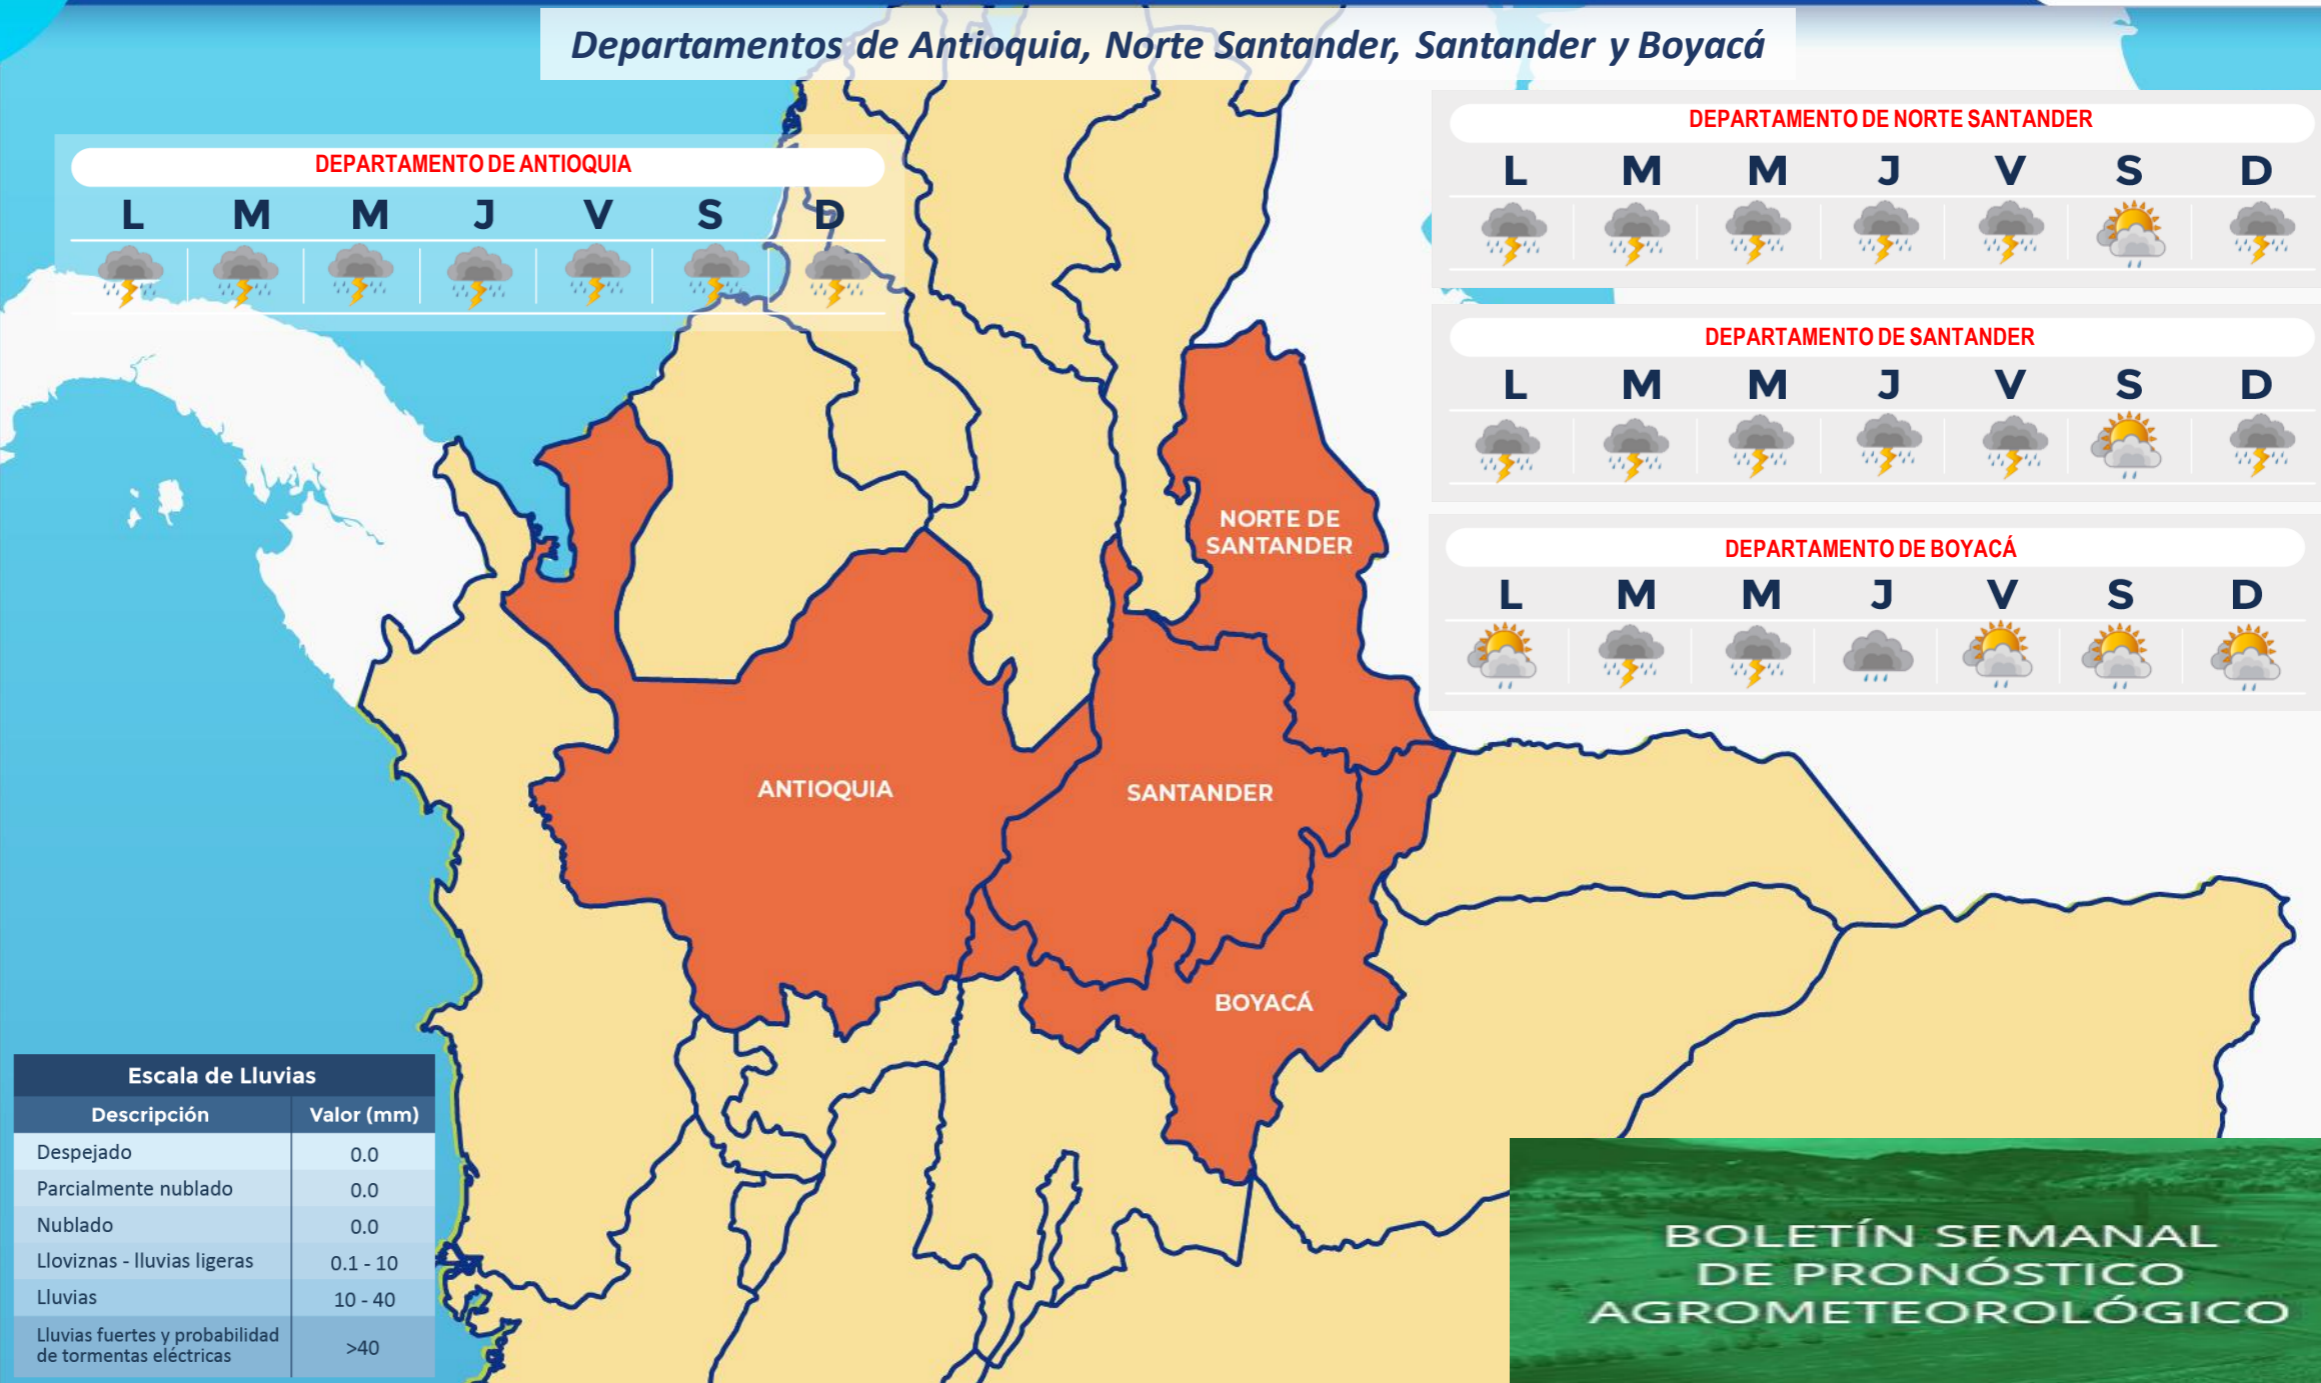 Departamentos de Antioquia, Norte Santander, Santander y Boyacá
DEPARTAMENTO DE ANTIOQUIA
L M M J V S D
DEPARTAMENTO DE NORTE SANTANDER
L M M J V S D
DEPARTAMENTO DE SANTANDER
L M M J V S D
DEPARTAMENTO DE BOYACÁ
L M M J V S D
NORTE DE
SANTANDER
ANTIOQUIA
SANTANDER
BOYACÁ
Escala de Lluvias
Descripción Valor (mm)
Despejado 0.0
Parcialmente nublado 0.0
Nublado 0.0
Lloviznas - lluvias ligeras 0.1 - 10
Lluvias 10 - 40
Lluvias fuertes y probabilidad
de tormentas eléctricas >40
BOLETÍN SEMANAL
DE PRONÓSTICO
AGROMETEOROLÓGICO